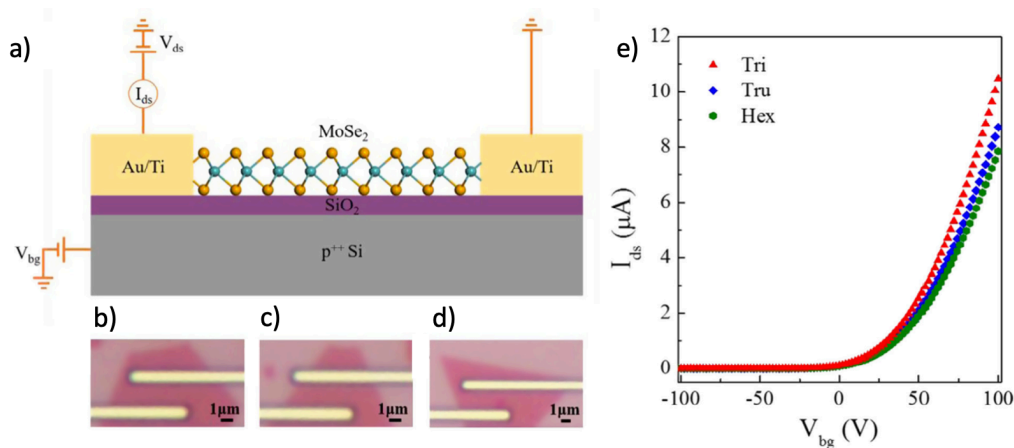 a)
V_ds
I_ds
MoSe₂
Au/Ti
Au/Ti
SiO₂
V_bg
p⁺⁺ Si
b)
c)
d)
1μm
1μm
1μm
e)
12
10
8
6
4
2
0
I_ds (μA)
Tri
Tru
Hex
-100
-50
0
50
100
V_bg (V)